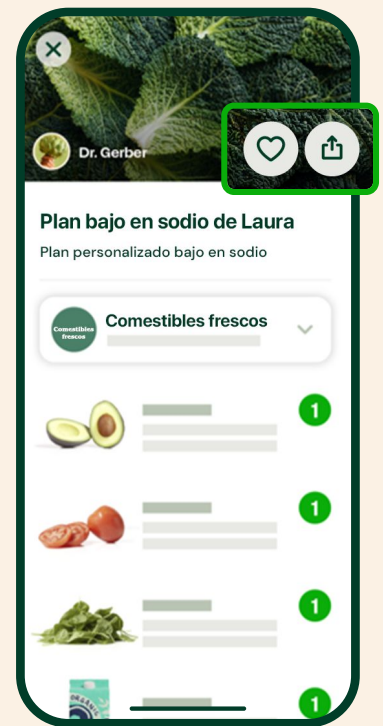 Dr. Gerber
Plan bajo en sodio de Laura
Plan personalizado bajo en sodio
Comestibles
frescos
Comestibles frescos
1
1
1
ORGANIC
1